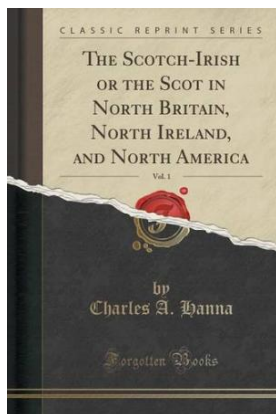 CLASSIC REPRINT SERIES
THE SCOTCH-IRISH
OR THE SCOT IN
NORTH BRITAIN,
NORTH IRELAND,
AND NORTH AMERICA
Vol. 1
by
Charles A. Hanna
Forgotten Books